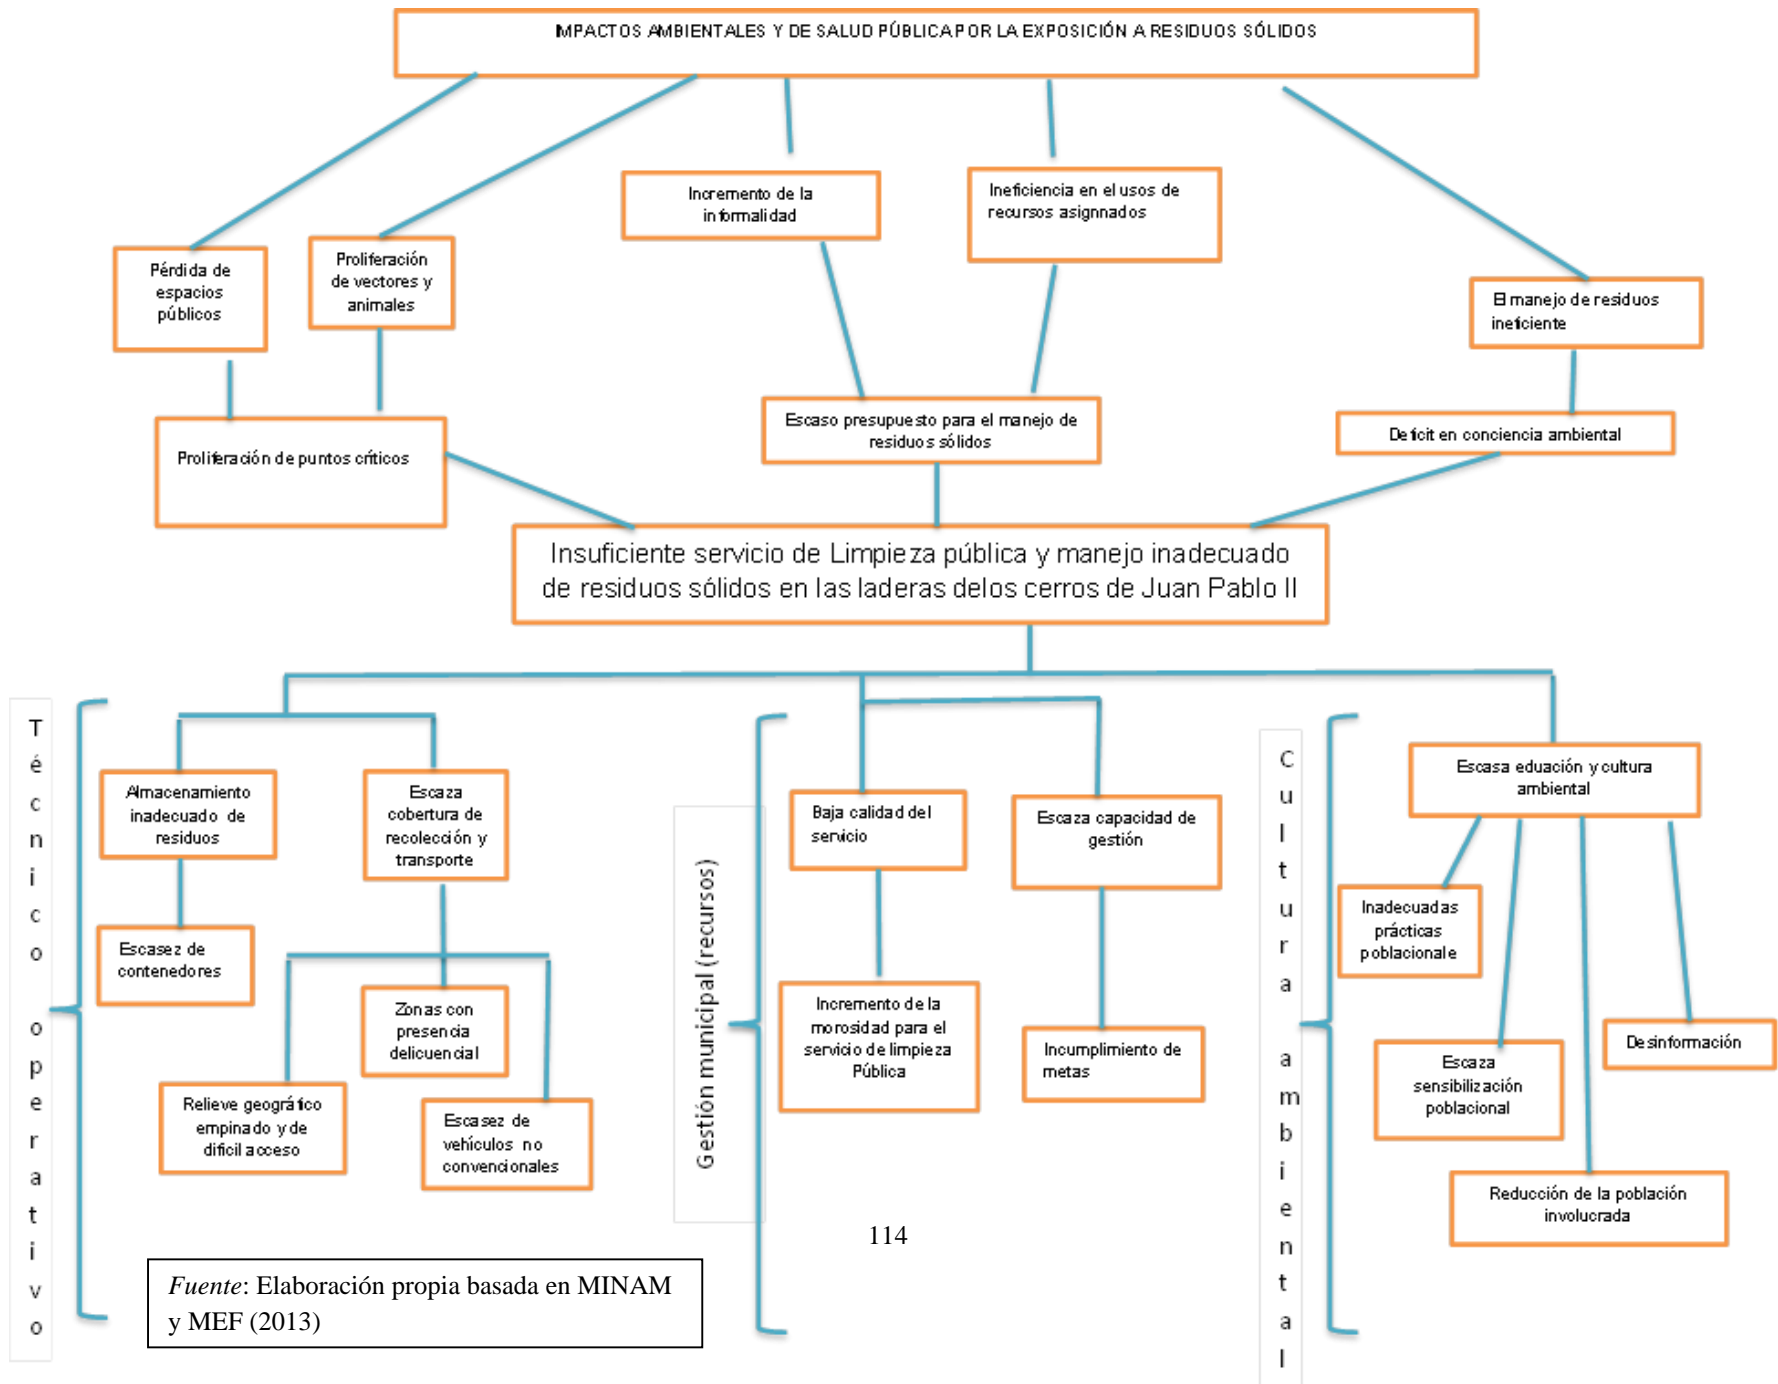 IMPACTOS AMBIENTALES Y DE SALUD PÚBLICA POR LA EXPOSICIÓN A RESIDUOS SÓLIDOS
Incremento de la
informalidad
Ineficiencia en el usos de
recursos asignnados
Pérdida de
espacios
públicos
Proliferación
de vectores y
animales
El manejo de residuos
ineficiente
Proliferación de puntos críticos
Escaso presupuesto para el manejo de
residuos sólidos
Deficit en conciencia ambiental
Insuficiente servicio de Limpieza pública y manejo inadecuado
de residuos sólidos en las laderas delos cerros de Juan Pablo II
Técnico operativo
Almacenamiento
inadecuado de
residuos
Escaza
cobertura de
recolección y
transporte
Escasez de
contenedores
Zonas con
presencia
delicuencial
Relieve geográfico
empinado y de
dificil acceso
Escasez de
vehículos no
convencionales
Gestión municipal (recursos)
Baja calidad del
servicio
Escaza capacidad de
gestión
Incremento de la
morosidad para el
servicio de limpieza
Pública
Incumplimiento de
metas
Cultura ambiental
Escasa eduación y cultura
ambiental
Inadecuadas
prácticas
poblacionale
Escaza
sensibilización
poblacional
Desinformación
Reducción de la población
involucrada
114
Fuente: Elaboración propia basada en MINAM
y MEF (2013)